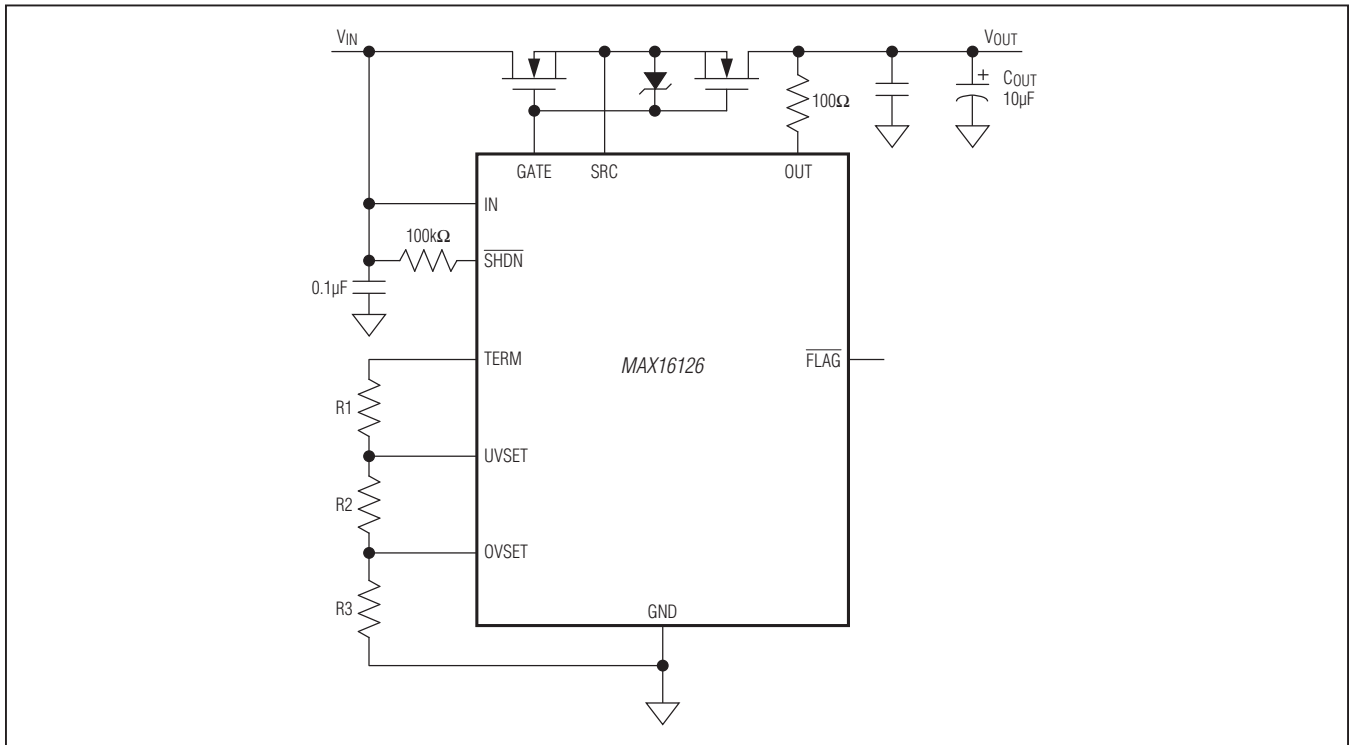 VIN
VOUT
+
COUT
10µF
100Ω
GATE
SRC
OUT
IN
100kΩ
SHDN
0.1µF
TERM
MAX16126
FLAG
R1
UVSET
R2
OVSET
R3
GND